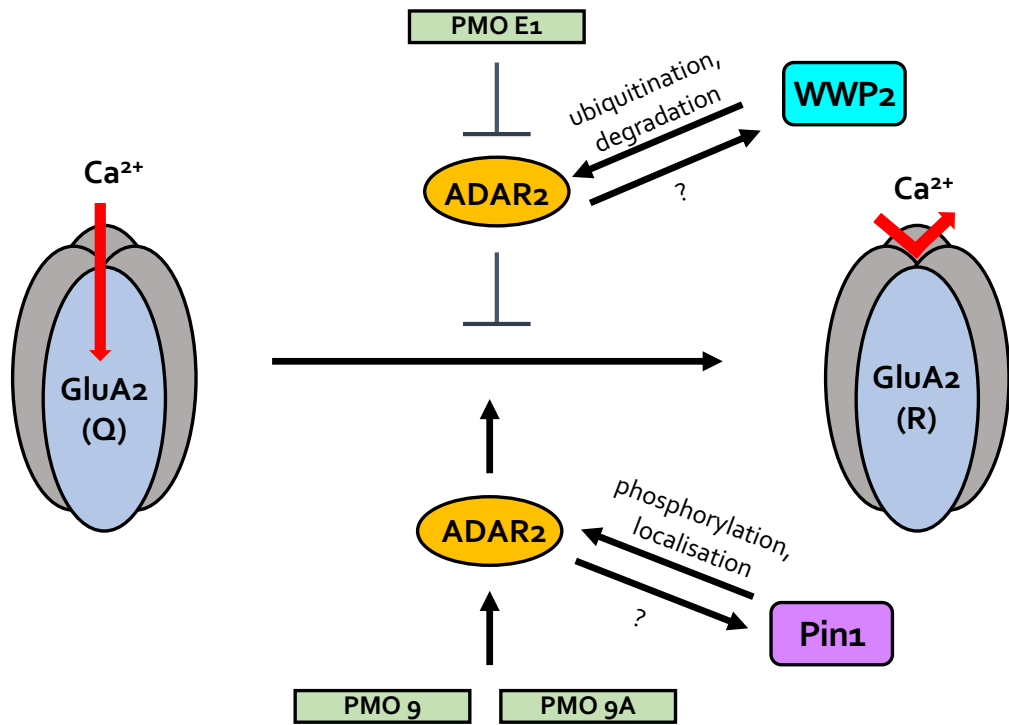 PMO E1
ubiquitination,
degradation
WWP2
ADAR2
?
Ca²⁺
Ca²⁺
GluA2
(Q)
GluA2
(R)
ADAR2
phosphorylation,
localisation
?
Pin1
PMO 9
PMO 9A